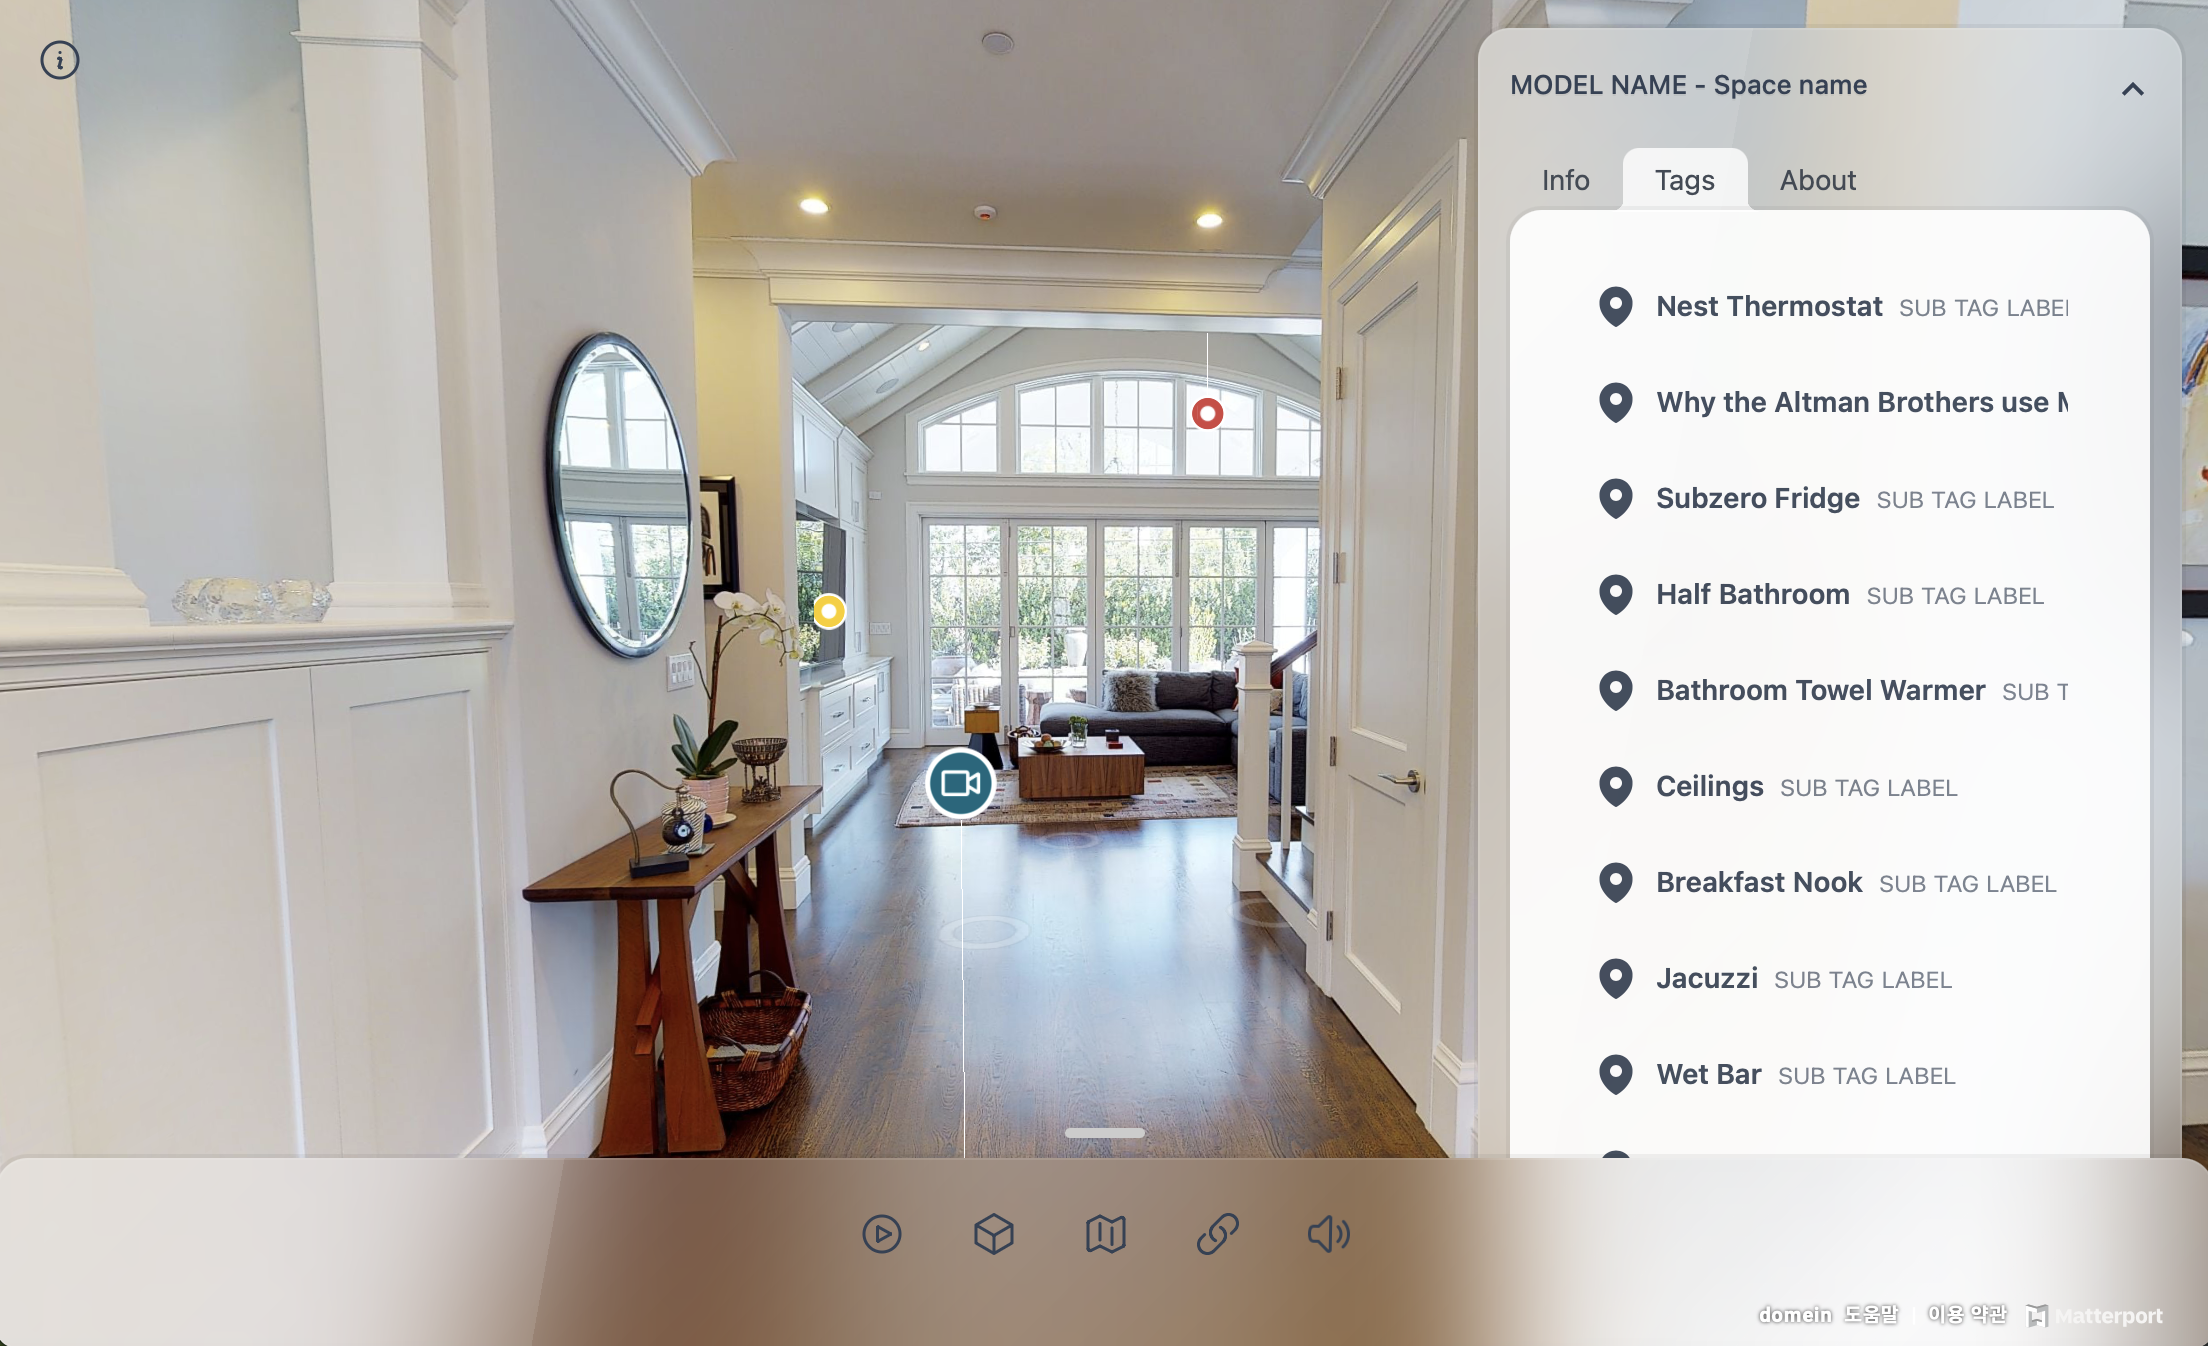 MODEL NAME - Space name
Info Tags About
Nest Thermostat SUB TAG LABEL
Why the Altman Brothers use
Subzero Fridge SUB TAG LABEL
Half Bathroom SUB TAG LABEL
Bathroom Towel Warmer SUB T
Ceilings SUB TAG LABEL
Breakfast Nook SUB TAG LABEL
Jacuzzi SUB TAG LABEL
Wet Bar SUB TAG LABEL
domein 도움말 | 이용 약관 Matterport